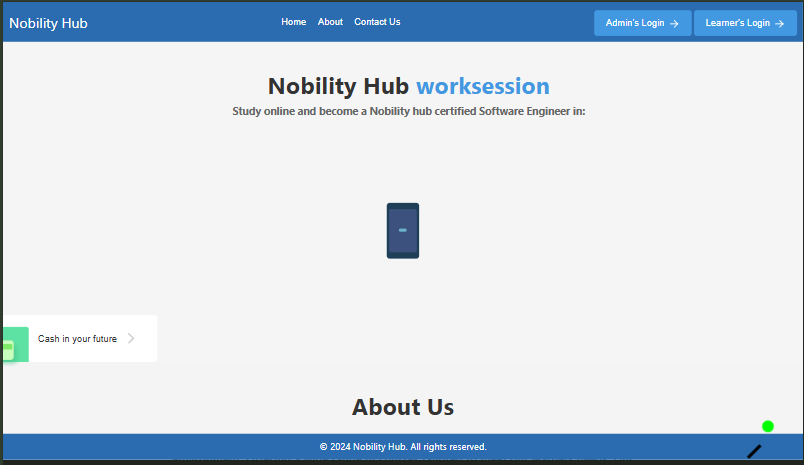 Nobility Hub
Home About Contact Us
Admin's Login
Learner's Login
Nobility Hub worksession
Study online and become a Nobility hub certified Software Engineer in:
Cash in your future
About Us
© 2024 Nobility Hub. All rights reserved.